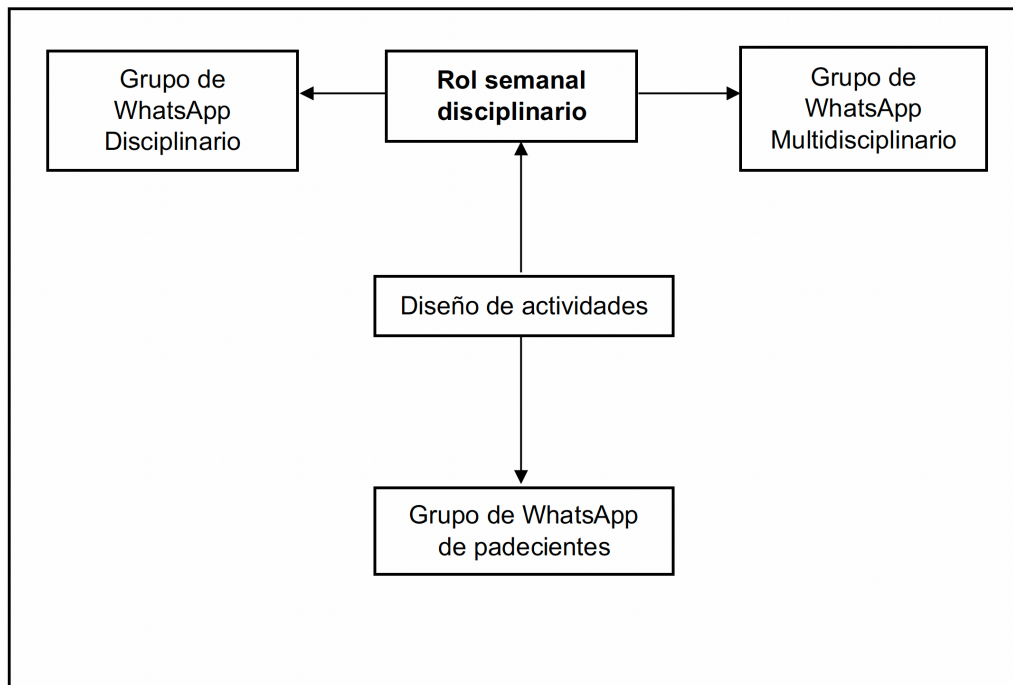 Grupo de
WhatsApp
Disciplinario
Rol semanal
disciplinario
Grupo de
WhatsApp
Multidisciplinario
Diseño de actividades
Grupo de WhatsApp
de padecientes